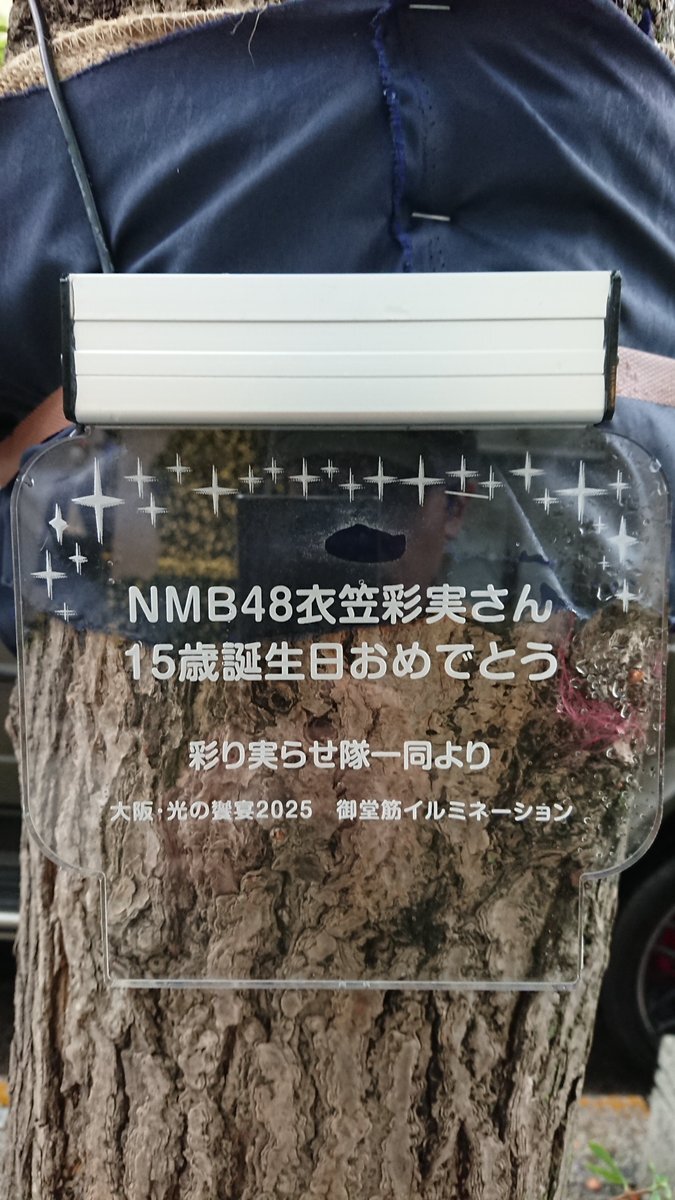 NMB48衣笠彩実さん
15歳誕生日おめでとう
彩り実らせ隊一同より
大阪・光の饗宴2025 御堂筋イルミネーション